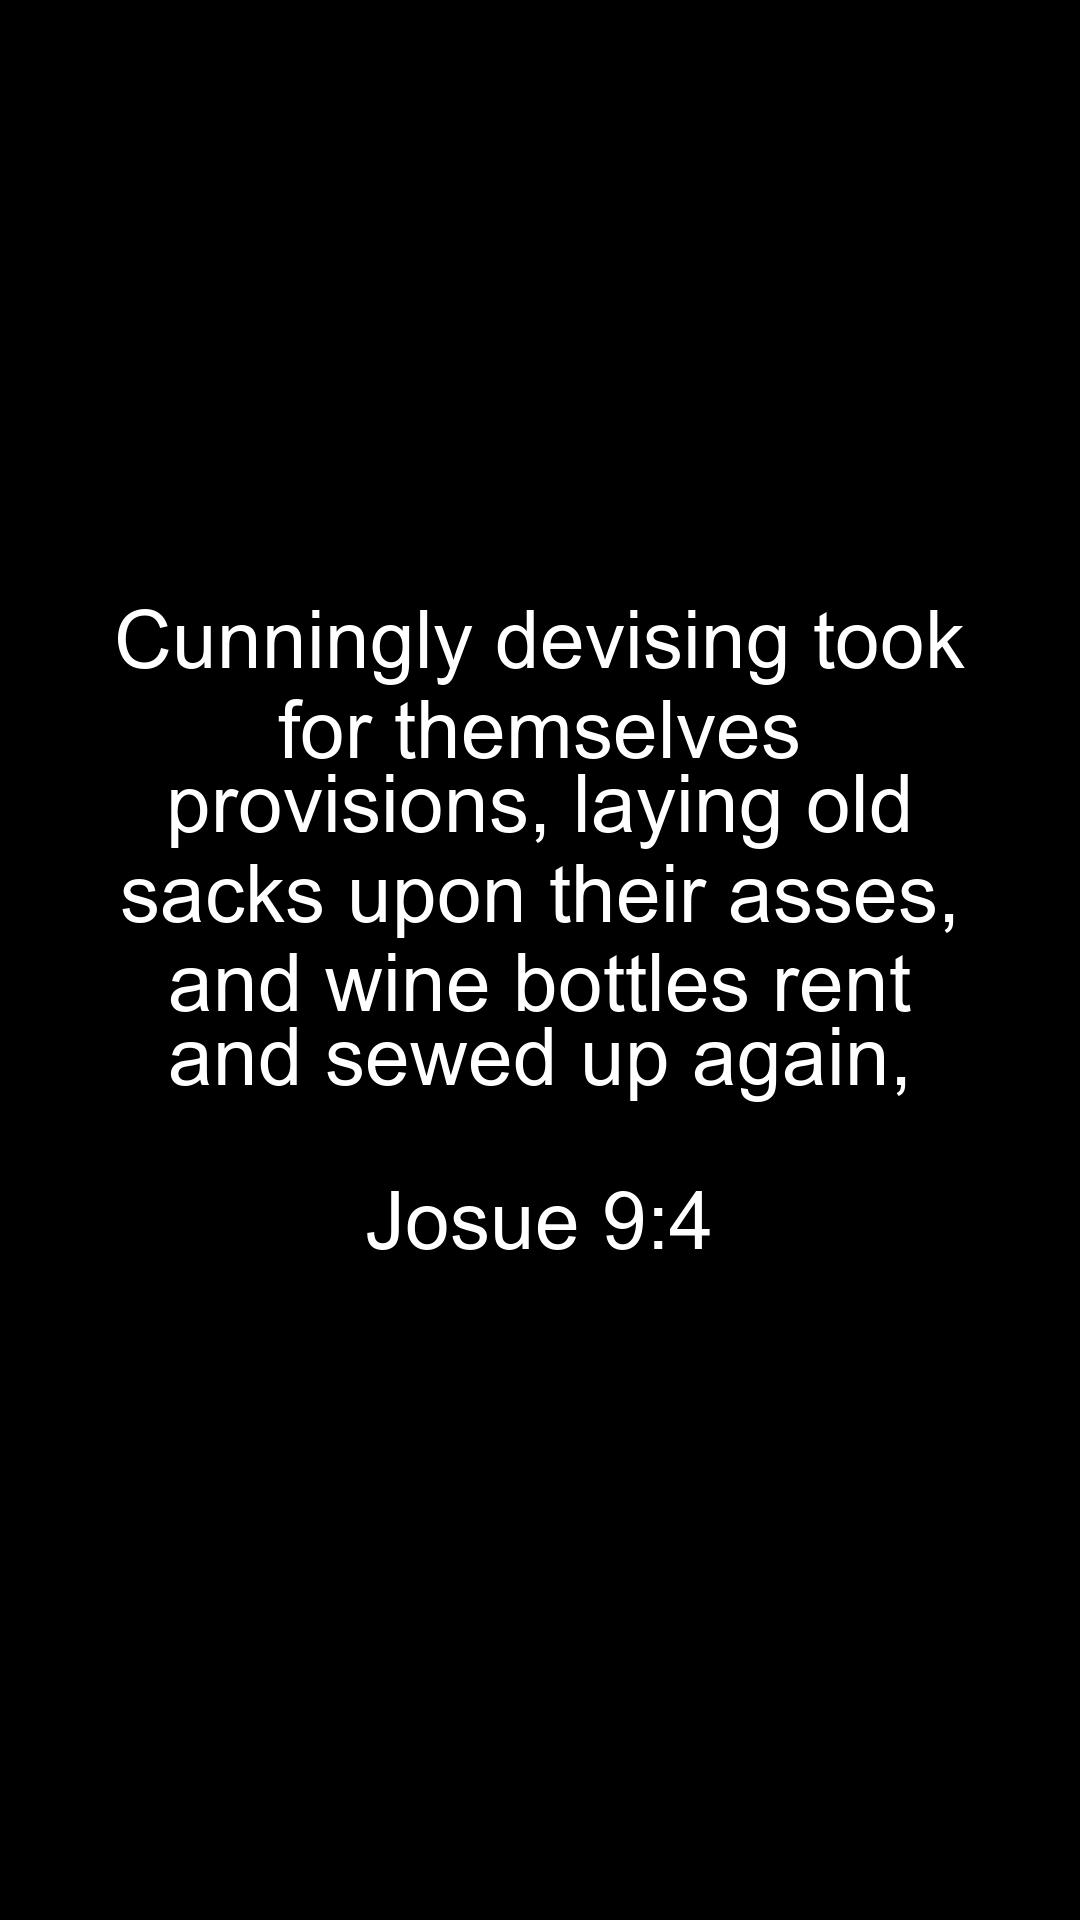 Cunningly devising took
for themselves
provisions, laying old
sacks upon their asses,
and wine bottles rent
and sewed up again,
Josue 9:4